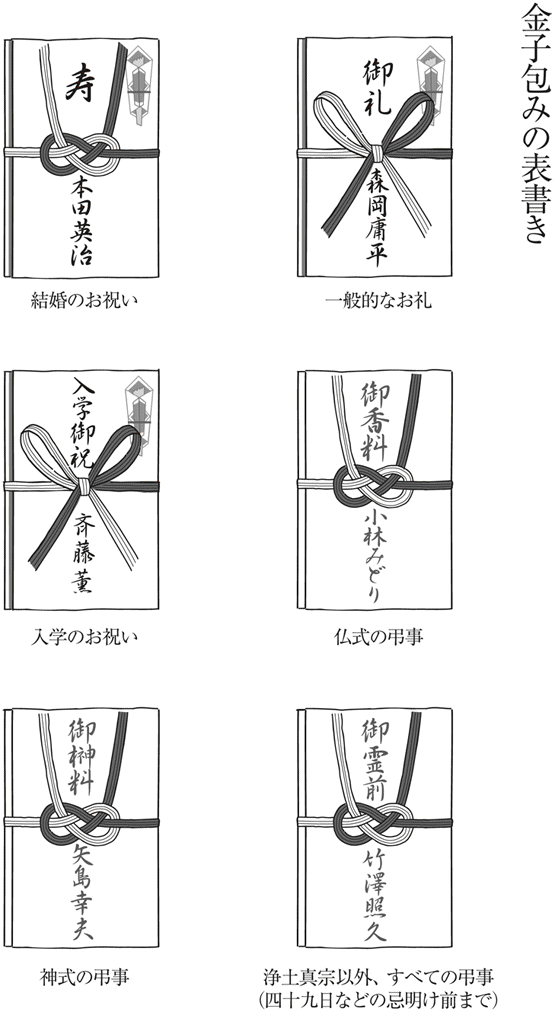 金子包みの表書き
御礼
森岡庸平
一般的なお礼
寿
本田英治
結婚のお祝い
御香料
小林みどり
仏式の弔事
入学御祝
斉藤薫
入学のお祝い
御霊前
竹澤照久
浄土真宗以外、すべての弔事
(四十九日などの忌明け前まで)
御榊料
矢島幸夫
神式の弔事